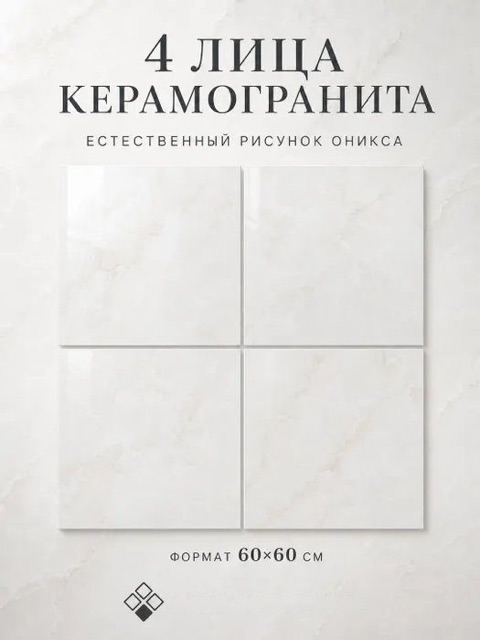 4 ЛИЦА
КЕРАМОГРАНИТА
ЕСТЕСТВЕННЫЙ РИСУНОК ОНИКСА
ФОРМАТ 60×60 СМ